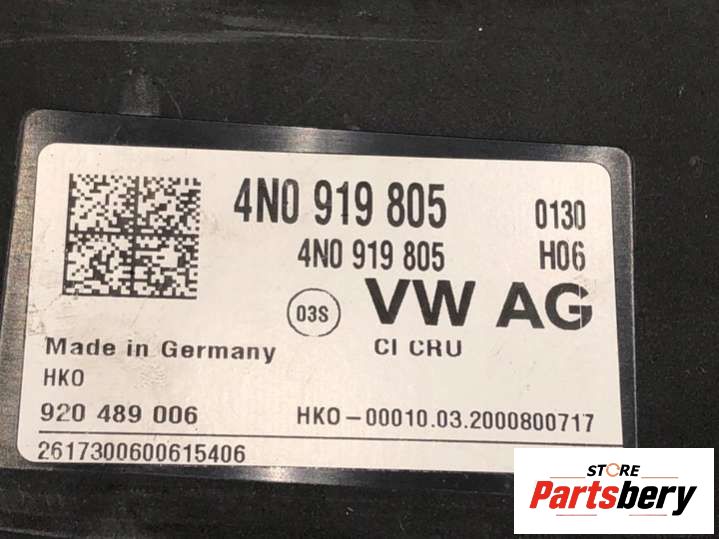 4N0 919 805 0130
4N0 919 805 H06
03S VW AG
Made in Germany CI CRU
HKO
920 489 006 HKO-00010.03.2000800717
2617300600615406
STORE
Partsbery